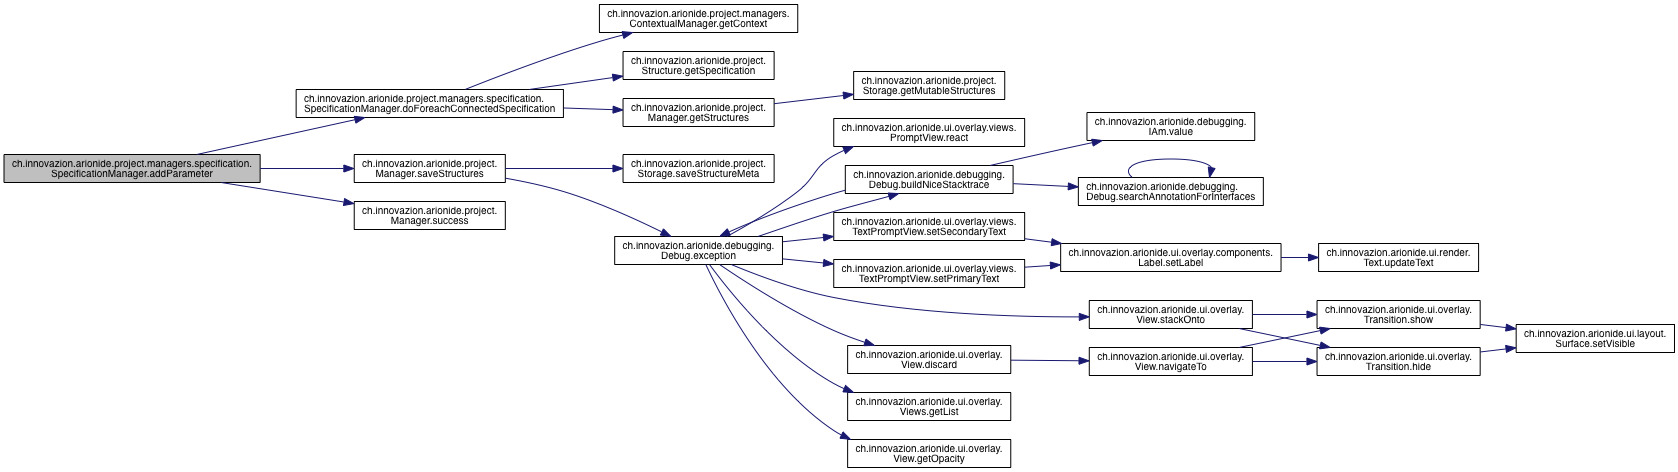 ch.innovazion.arionide.project.managers.
ContextualManager.getContext
ch.innovazion.arionide.project.
Structure.getSpecification
ch.innovazion.arionide.project.
Storage.getMutableStructures
ch.innovazion.arionide.project.managers.specification.
SpecificationManager.doForeachConnectedSpecification
ch.innovazion.arionide.project.
Manager.getStructures
ch.innovazion.arionide.ui.overlay.views.
PromptView.react
ch.innovazion.arionide.debugging.
IAm.value
ch.innovazion.arionide.project.managers.specification.
SpecificationManager.addParameter
ch.innovazion.arionide.project.
Manager.saveStructures
ch.innovazion.arionide.project.
Storage.saveStructureMeta
ch.innovazion.arionide.debugging.
Debug.buildNiceStacktrace
ch.innovazion.arionide.debugging.
Debug.searchAnnotationForInterfaces
ch.innovazion.arionide.project.
Manager.success
ch.innovazion.arionide.ui.overlay.views.
TextPromptView.setSecondaryText
ch.innovazion.arionide.debugging.
Debug.exception
ch.innovazion.arionide.ui.overlay.components.
Label.setLabel
ch.innovazion.arionide.ui.render.
Text.updateText
ch.innovazion.arionide.ui.overlay.views.
TextPromptView.setPrimaryText
ch.innovazion.arionide.ui.overlay.
View.stackOnto
ch.innovazion.arionide.ui.overlay.
Transition.show
ch.innovazion.arionide.ui.layout.
Surface.setVisible
ch.innovazion.arionide.ui.overlay.
View.discard
ch.innovazion.arionide.ui.overlay.
View.navigateTo
ch.innovazion.arionide.ui.overlay.
Transition.hide
ch.innovazion.arionide.ui.overlay.
Views.getList
ch.innovazion.arionide.ui.overlay.
View.getOpacity